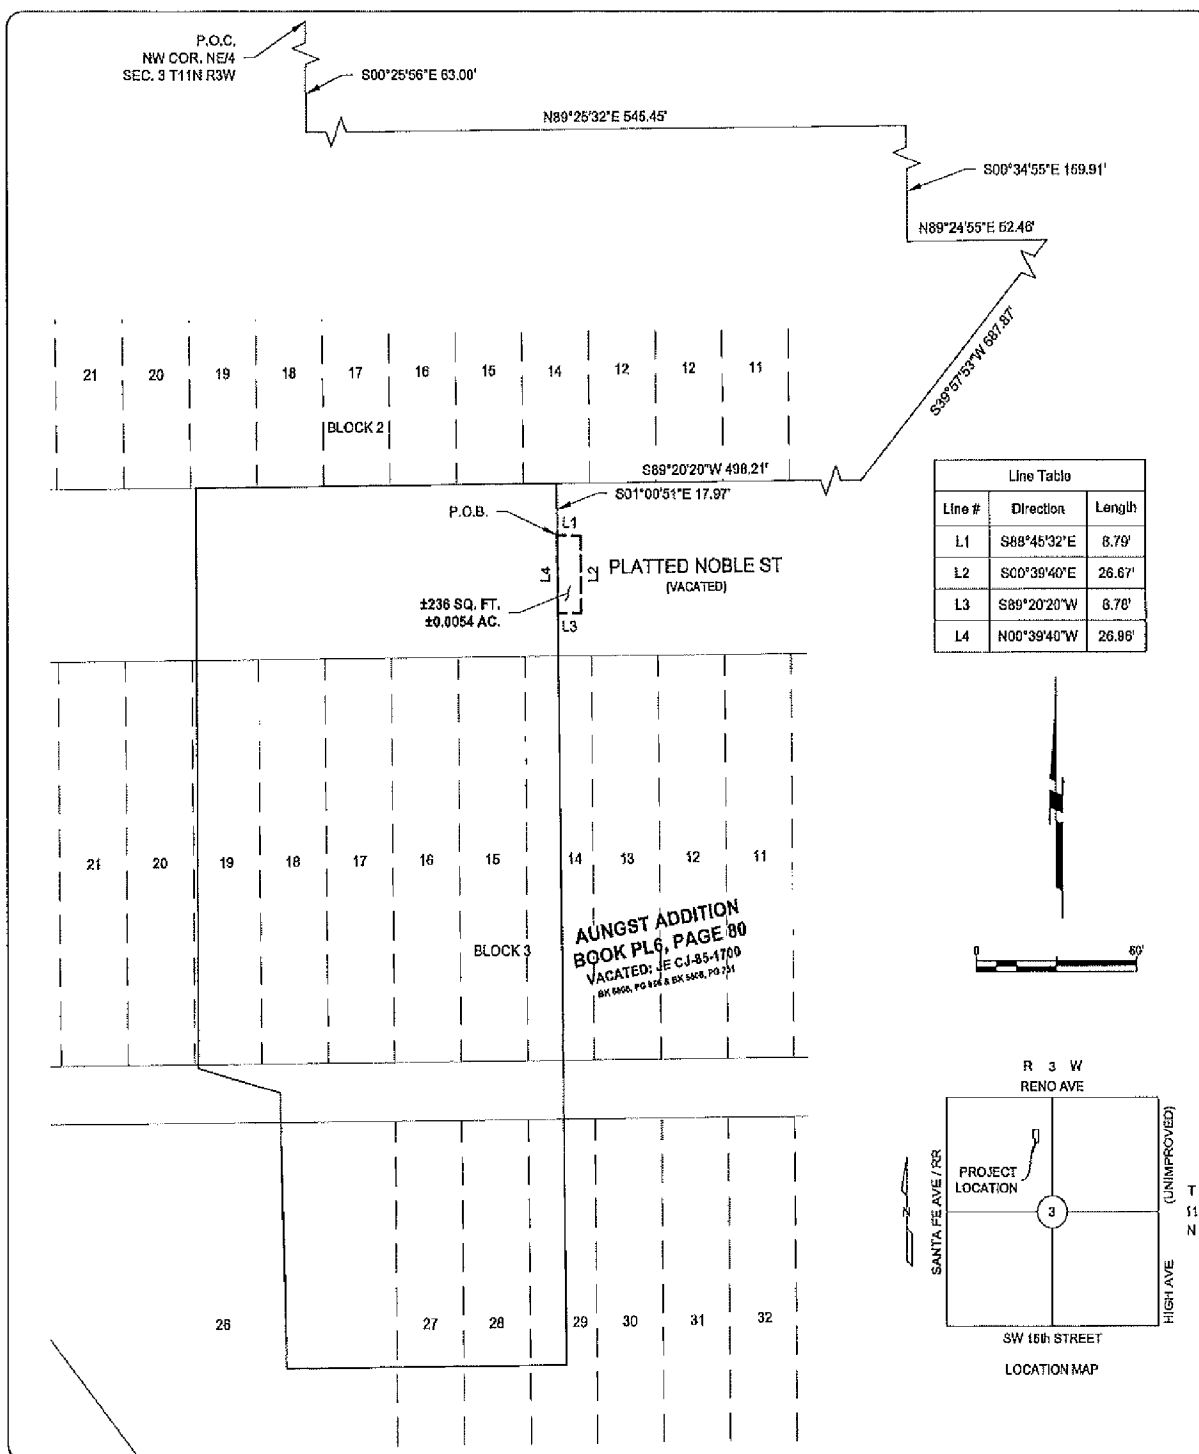 P.O.C.
NW COR. NE/4
SEC. 3 T11N R3W
S00°25'56"E 63.00'
N89°25'32"E 545.45'
S00°34'55"E 159.91'
N89°24'55"E 52.46'
S39°57'53"W 687.87'
21 20 19 18 17 16 15 14 12 12 11
BLOCK 2
S89°20'20"W 498.21'
S01°00'51"E 17.97'
P.O.B.
L1
L4
L2
L3
PLATTED NOBLE ST
(VACATED)
±236 SQ. FT.
±0.0054 AC.
Line Table
Line # Direction Length
L1 S88°45'32"E 8.79'
L2 S00°39'40"E 26.67'
L3 S89°20'20"W 8.78'
L4 N00°39'40"W 26.96'
21 20 19 18 17 16 15 14 13 12 11
BLOCK 3
AUNGST ADDITION
BOOK PL6, PAGE 80
VACATED: JE CJ-85-1709
0 60'
R 3 W
RENO AVE
SANTA FE AVE / RR
N
PROJECT
LOCATION
3
(UNIMPROVED)
HIGH AVE
T
11
N
SW 15th STREET
LOCATION MAP
26 27 28 29 30 31 32